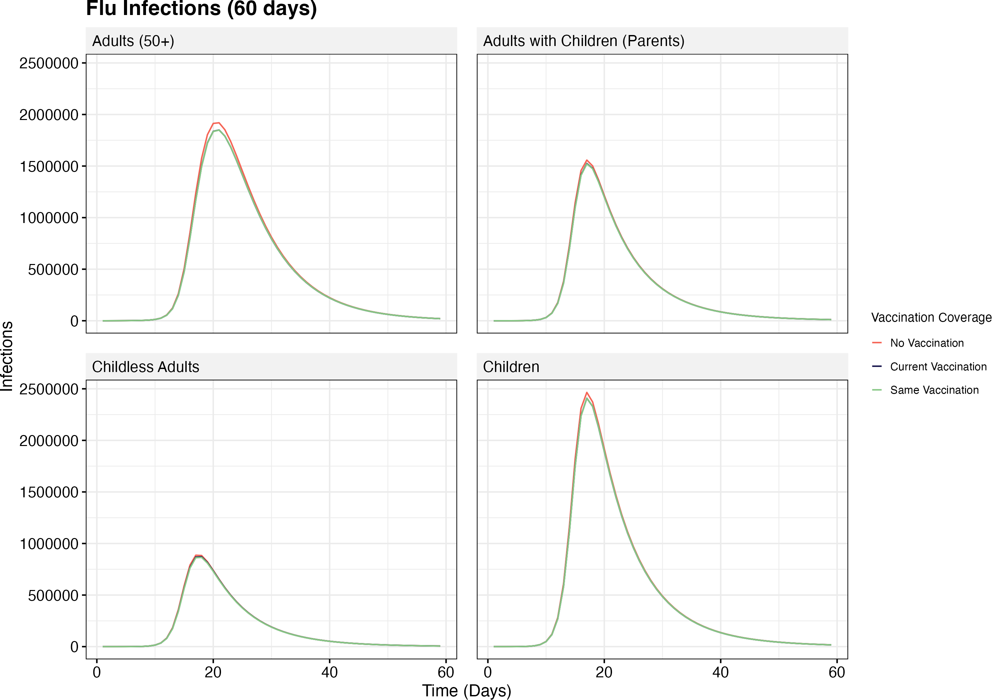 Flu Infections (60 days)
Adults (50+)
Adults with Children (Parents)
2500000
2000000
1500000
1000000
500000
0
Infections
Childless Adults
Children
2500000
2000000
1500000
1000000
500000
0
0 20 40 60
0 20 40 60
Time (Days)
Vaccination Coverage
No Vaccination
Current Vaccination
Same Vaccination